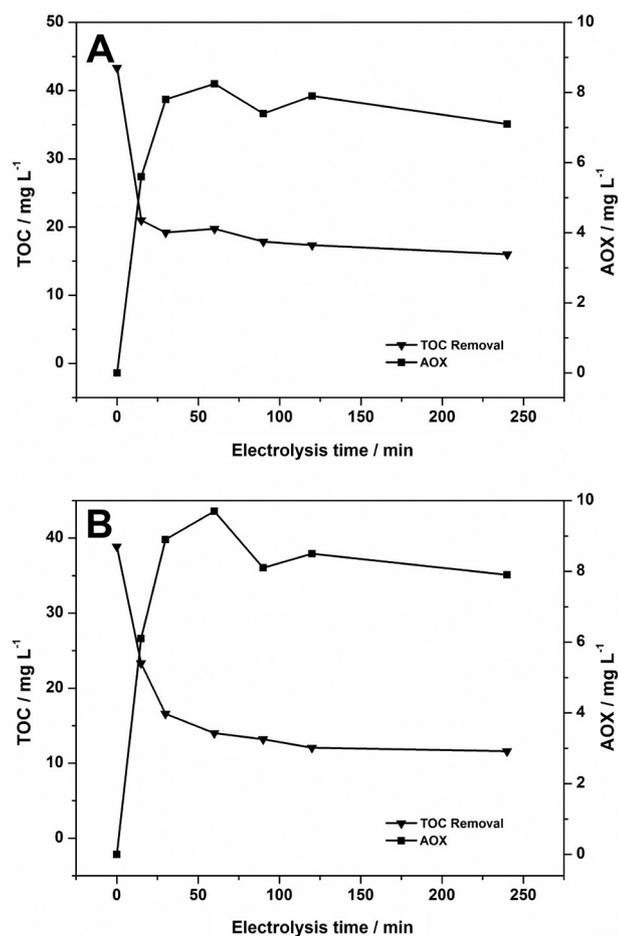 A
50
40
30
20
10
0
TOC / mg L-1
10
8
6
4
2
0
AOX / mg L-1
TOC Removal
AOX
0 50 100 150 200 250
Electrolysis time / min
B
40
30
20
10
0
TOC / mg L-1
10
8
6
4
2
0
AOX / mg L-1
TOC Removal
AOX
0 50 100 150 200 250
Electrolysis time / min